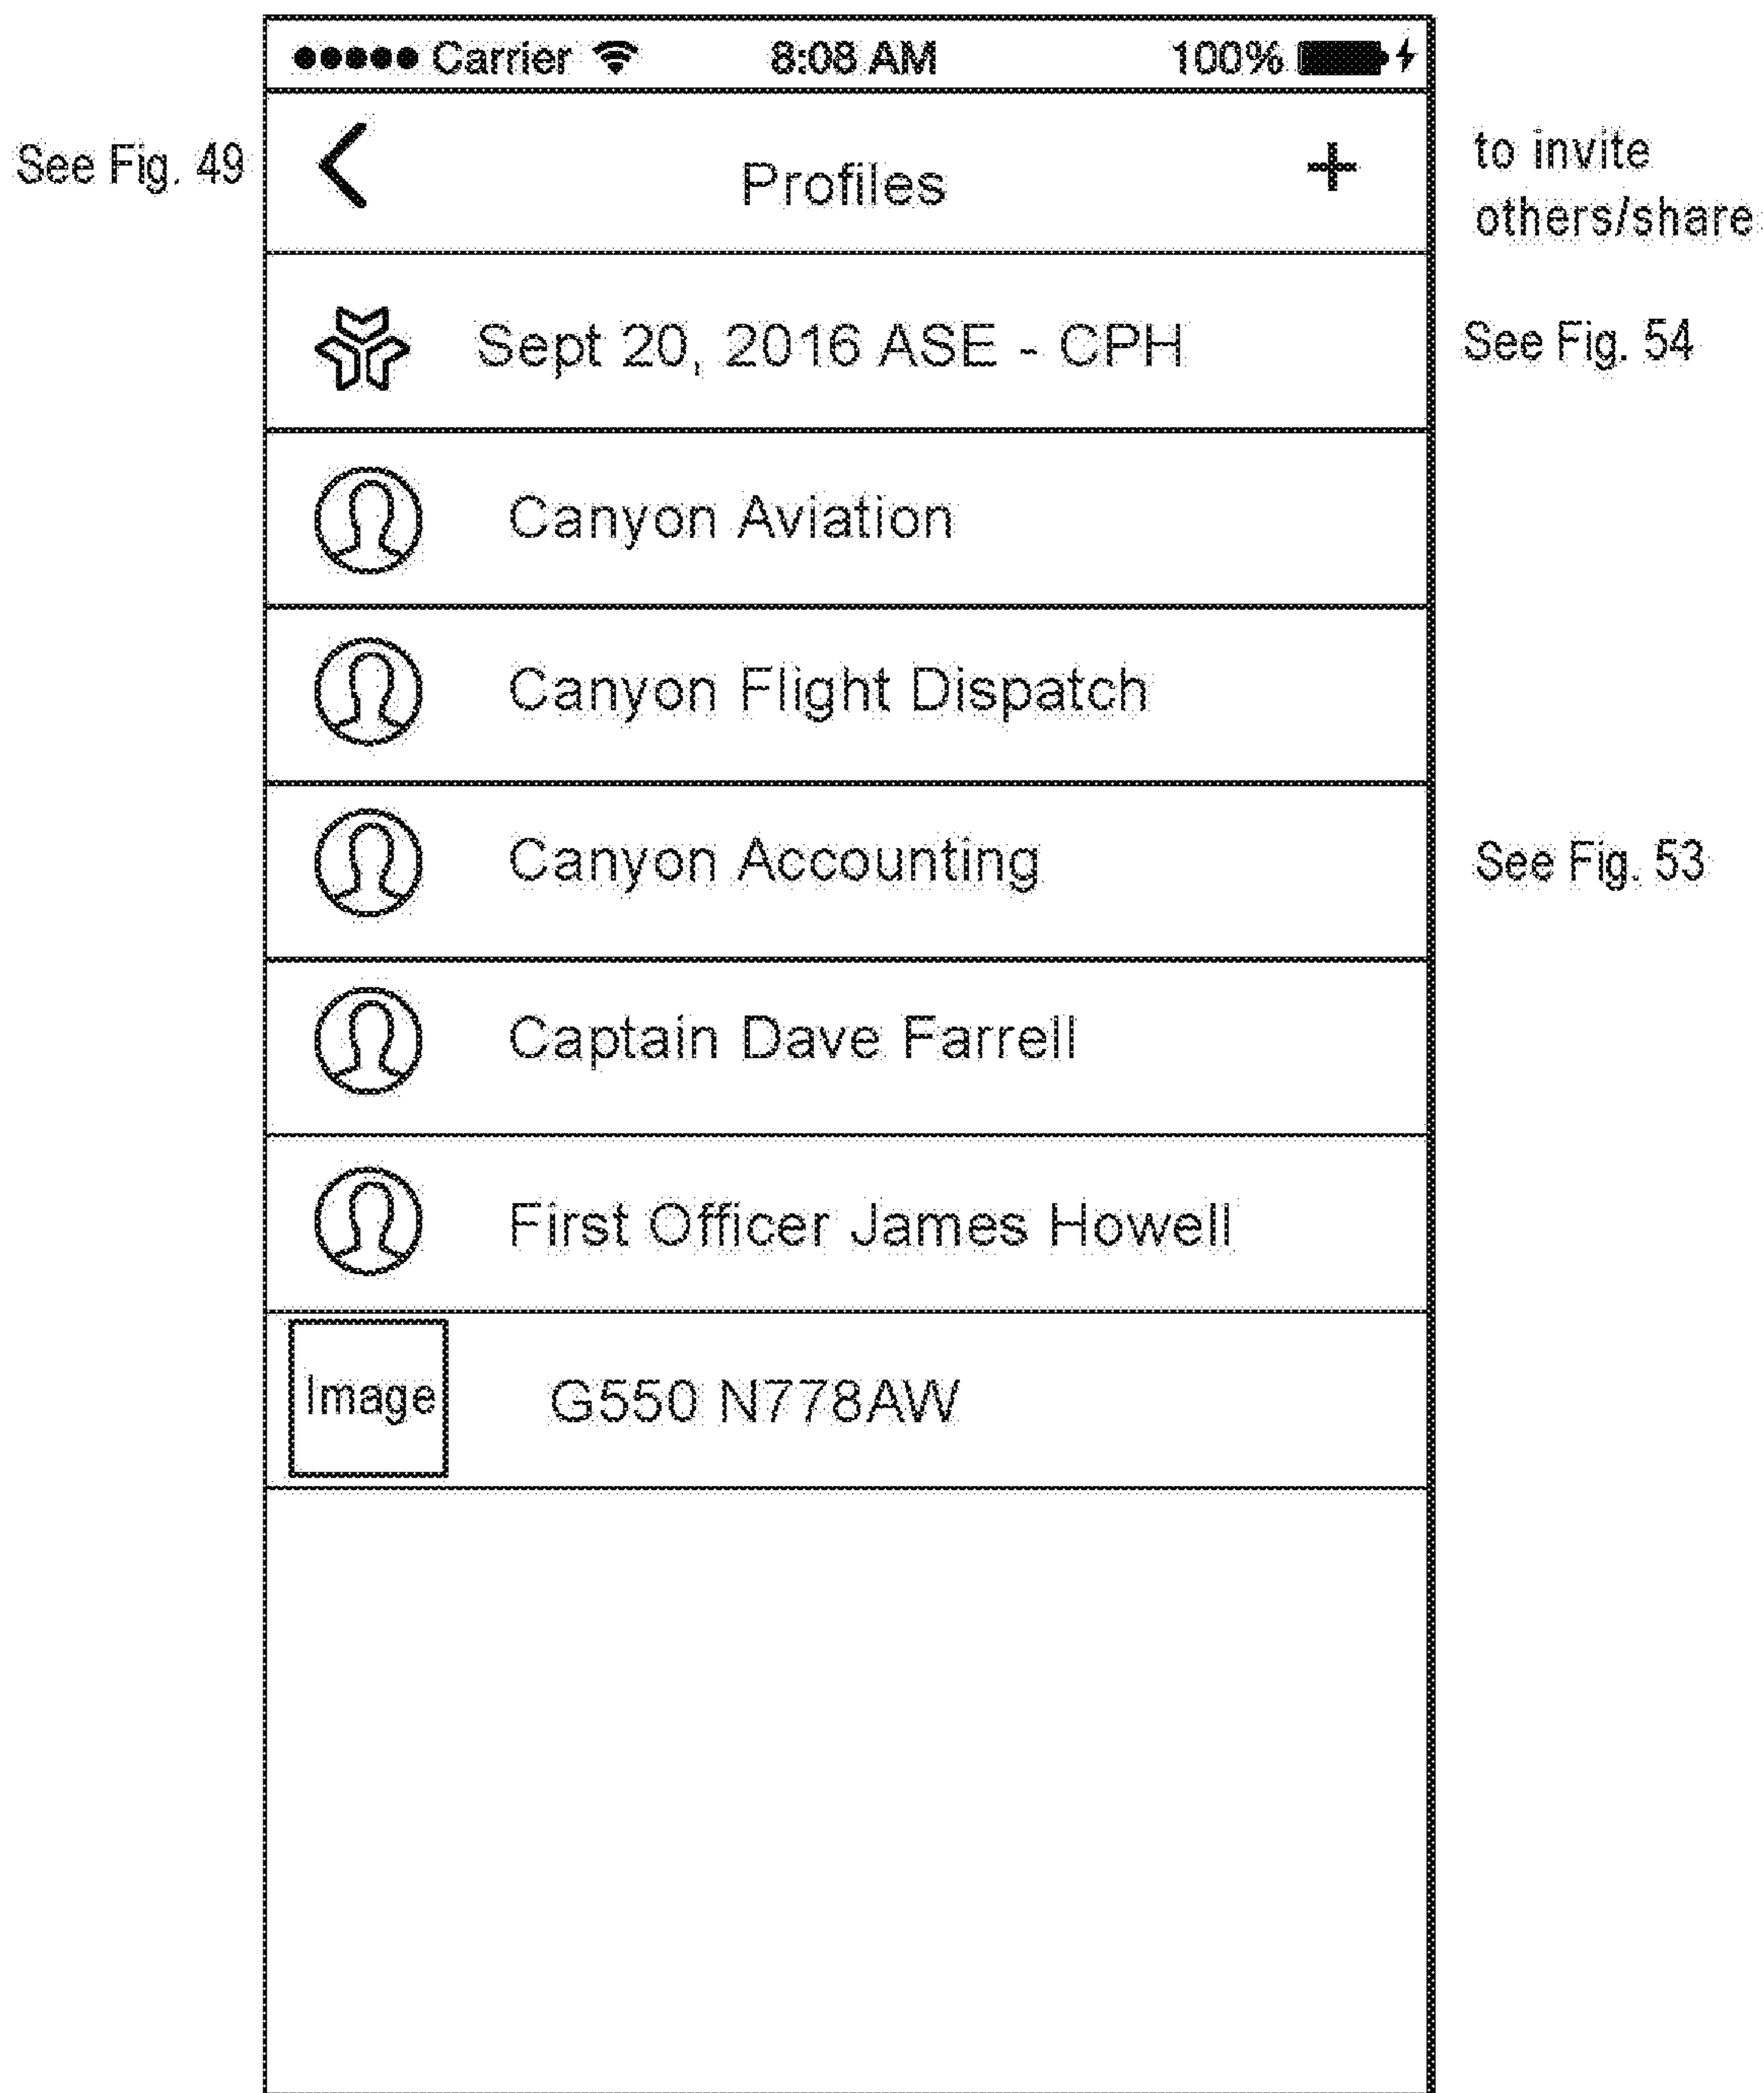 Carrier 8:08 AM 100%
See Fig. 49
Profiles
+
to invite
others/share
Sept 20, 2016 ASE - CPH
See Fig. 54
Canyon Aviation
Canyon Flight Dispatch
Canyon Accounting
See Fig. 53
Captain Dave Farrell
First Officer James Howell
Image
G550 N778AW